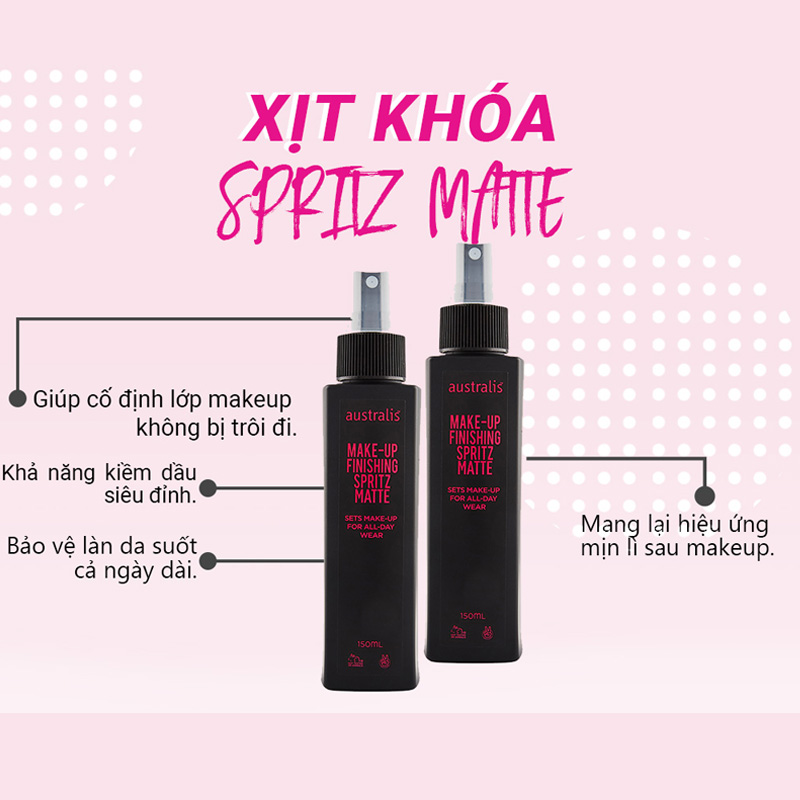 XỊT KHÓA
SPRITZ MATTE
Giúp cố định lớp makeup
không bị trôi đi.
Khả năng kiềm dầu
siêu đỉnh.
Bảo vệ làn da suốt
cả ngày dài.
Mang lại hiệu ứng
mịn lì sau makeup.
australis
MAKE-UP
FINISHING
SPRITZ
MATTE
SETS MAKE-UP
FOR ALL-DAY
WEAR
150ML
australis
MAKE-UP
FINISHING
SPRITZ
MATTE
SETS MAKE-UP
FOR ALL-DAY
WEAR
150ML